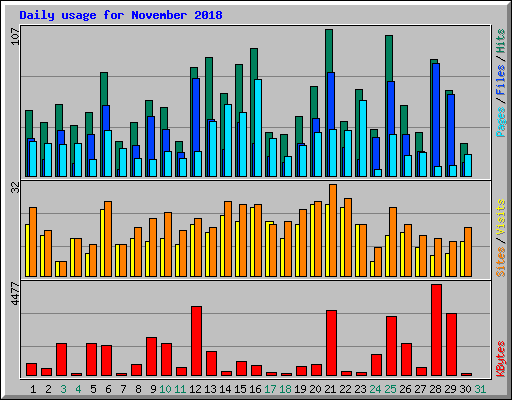 Daily usage for November 2018
107
Pages / Files / Hits
32
Sites / Visits
4477
KBytes
1 2 3 4 5 6 7 8 9 10 11 12 13 14 15 16 17 18 19 20 21 22 23 24 25 26 27 28 29 30 31